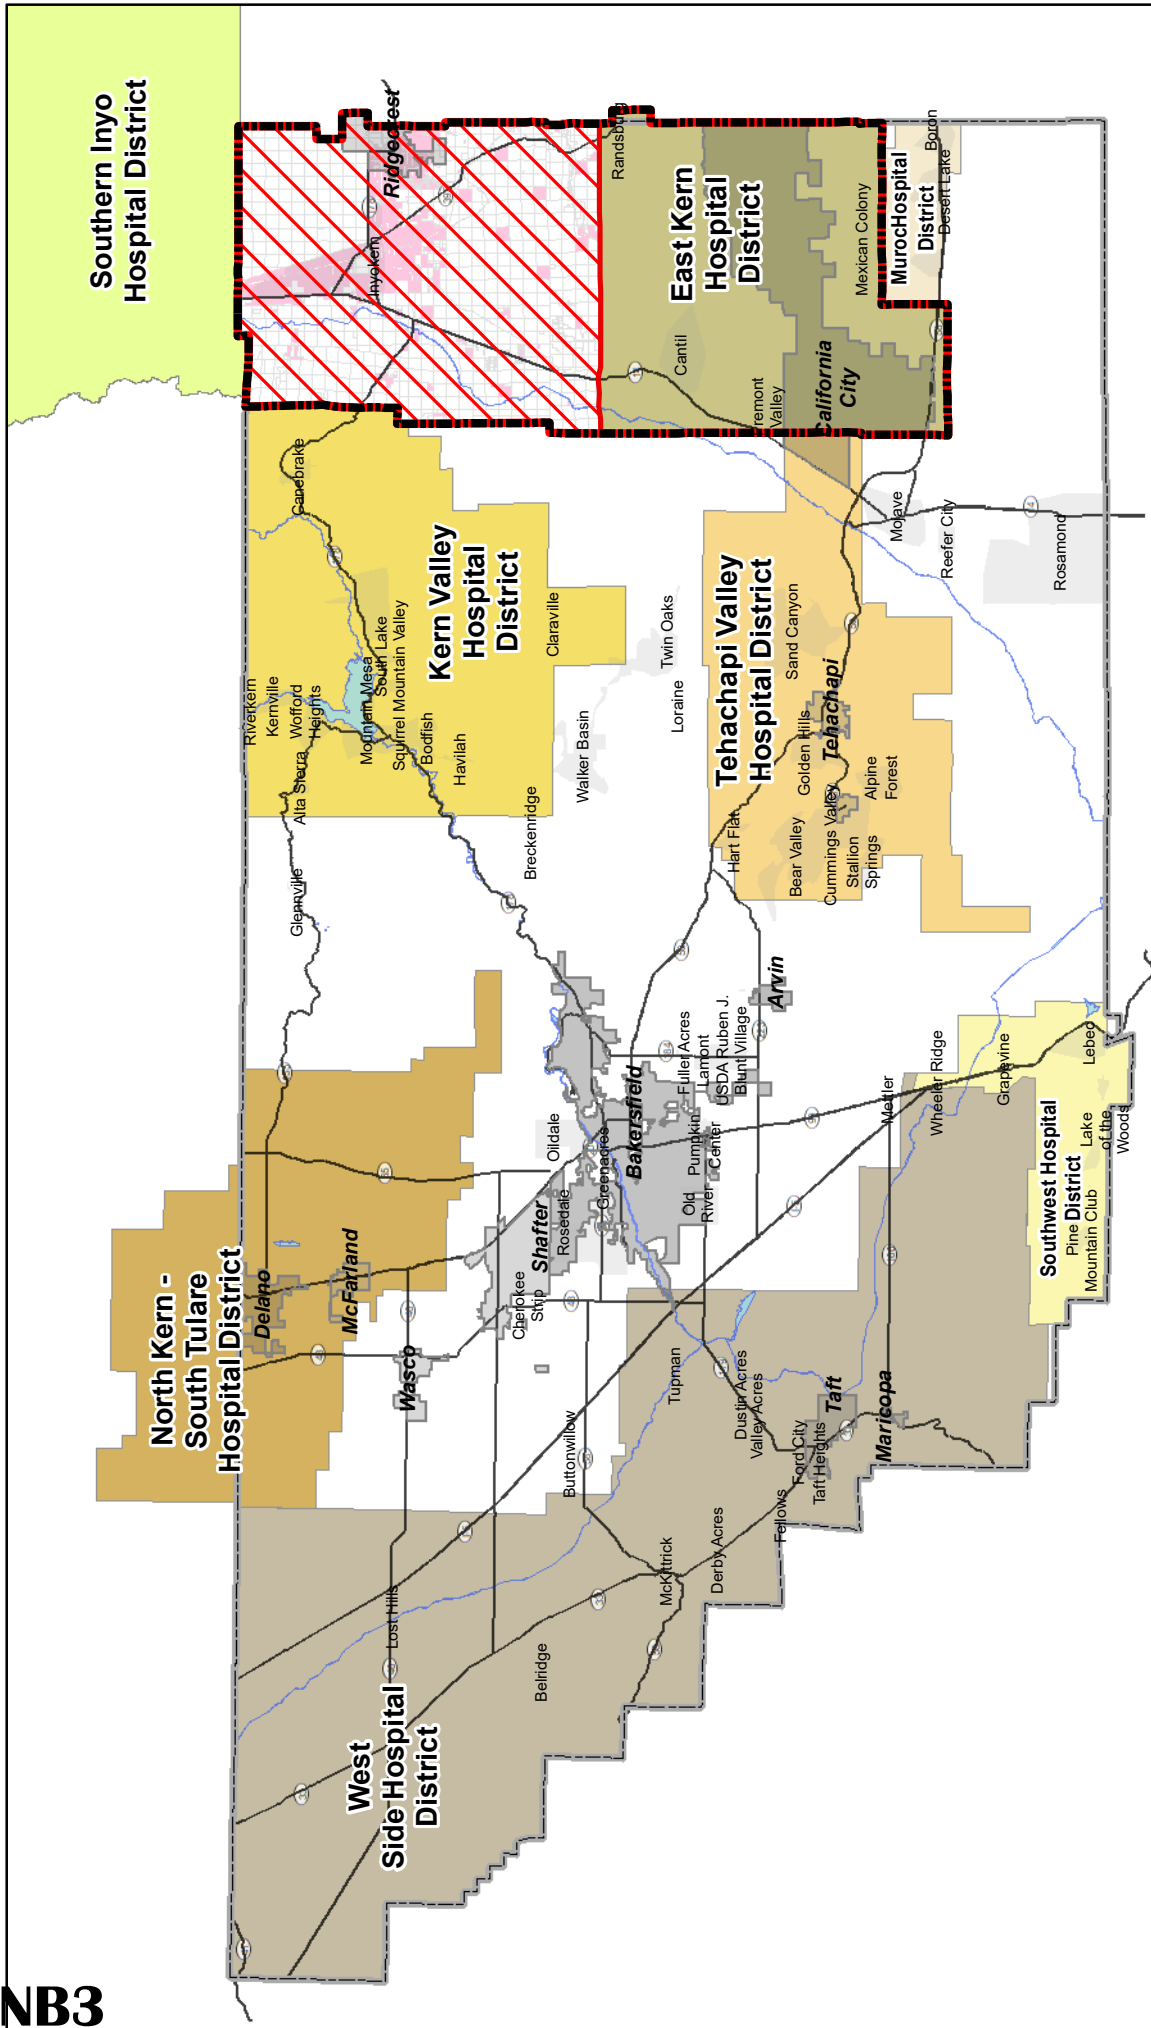 Southern Inyo
Hospital District
Ridgecrest
Inyokern
Randsburg
East Kern
Hospital
District
Mexican Colony
MurocHospital
District
Boron
Desert Lake
Cantil
California
City
remont
Valley
Canebrake
Kern Valley
Hospital
District
Claraville
Riverkern
Kernville
Wofford
Heights
Mountain Mesa
South Lake
Squirrel Mountain Valley
Bodfish
Havilah
Alta Sierra
Glennville
Breckenridge
Walker Basin
Twin Oaks
Loraine
Tehachapi Valley
Hospital District
Sand Canyon
Golden Hills
Tehachapi
Hart Flat
Bear Valley
Cummings Valley
Stallion
Springs
Alpine
Forest
Mojave
Reefer City
Rosamond
14
Arvin
Bakersfield
Fuller Acres
Lamont
USDA Ruben J.
Blunt Village
184
Pumpkin
Center
Old
River
Oildale
Greenacres
Rosedale
Shafter
Cherokee
Strip
North Kern -
South Tulare
Hospital District
Delano
McFarland
Wasco
Mettler
Wheeler Ridge
Grapevine
Lebec
Southwest Hospital
District
Lake
of the
Woods
Pine
Mountain Club
Buttonwillow
Tupman
Dustin Acres
Valley Acres
Taft
Ford City
Taft Heights
Maricopa
Fellows
Derby Acres
McKittrick
Lost Hills
Belridge
West
Side Hospital
District
NB3